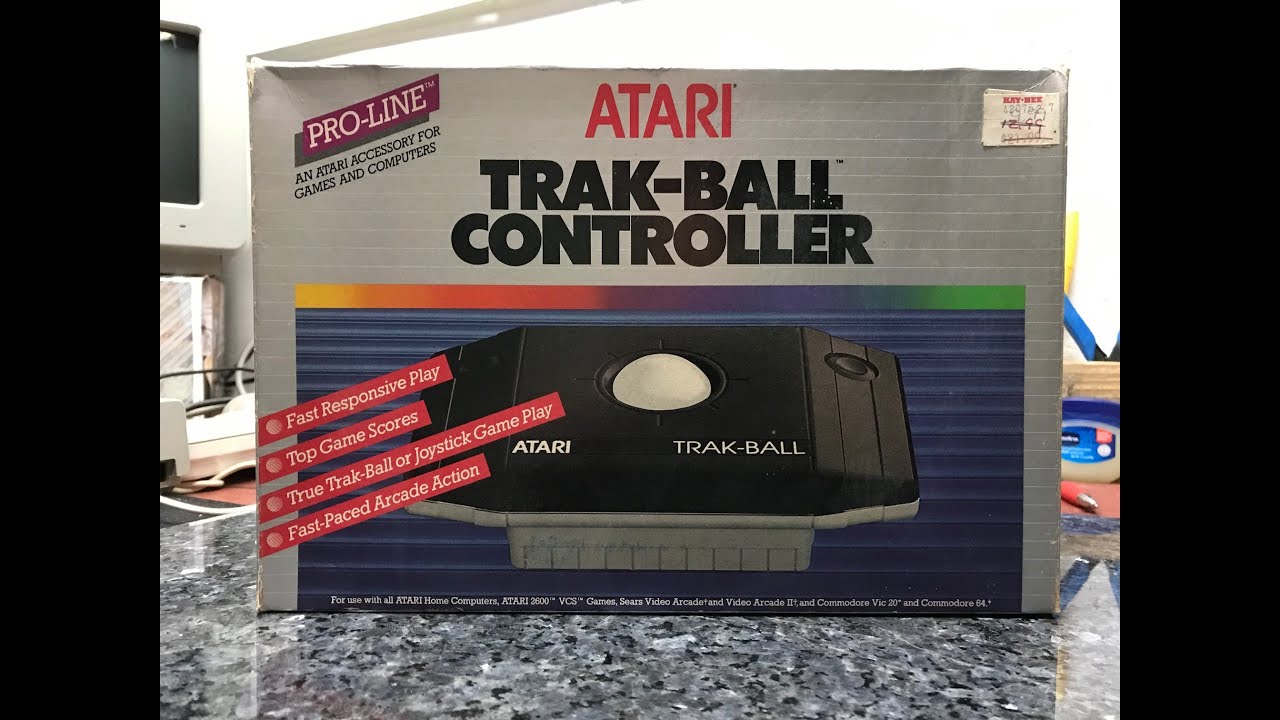 PRO-LINE™
AN ATARI ACCESSORY FOR
GAMES AND COMPUTERS
ATARI
KAY-BEE
12.99
TRAK-BALL™
CONTROLLER
Fast Responsive Play
Top Game Scores
True Trak-Ball or Joystick Game Play
Fast-Paced Arcade Action
ATARI
TRAK-BALL
For use with all ATARI Home Computers, ATARI 2600™ VCS™ Games, Sears Video Arcade† and Video Arcade II†, and Commodore Vic 20* and Commodore 64.*